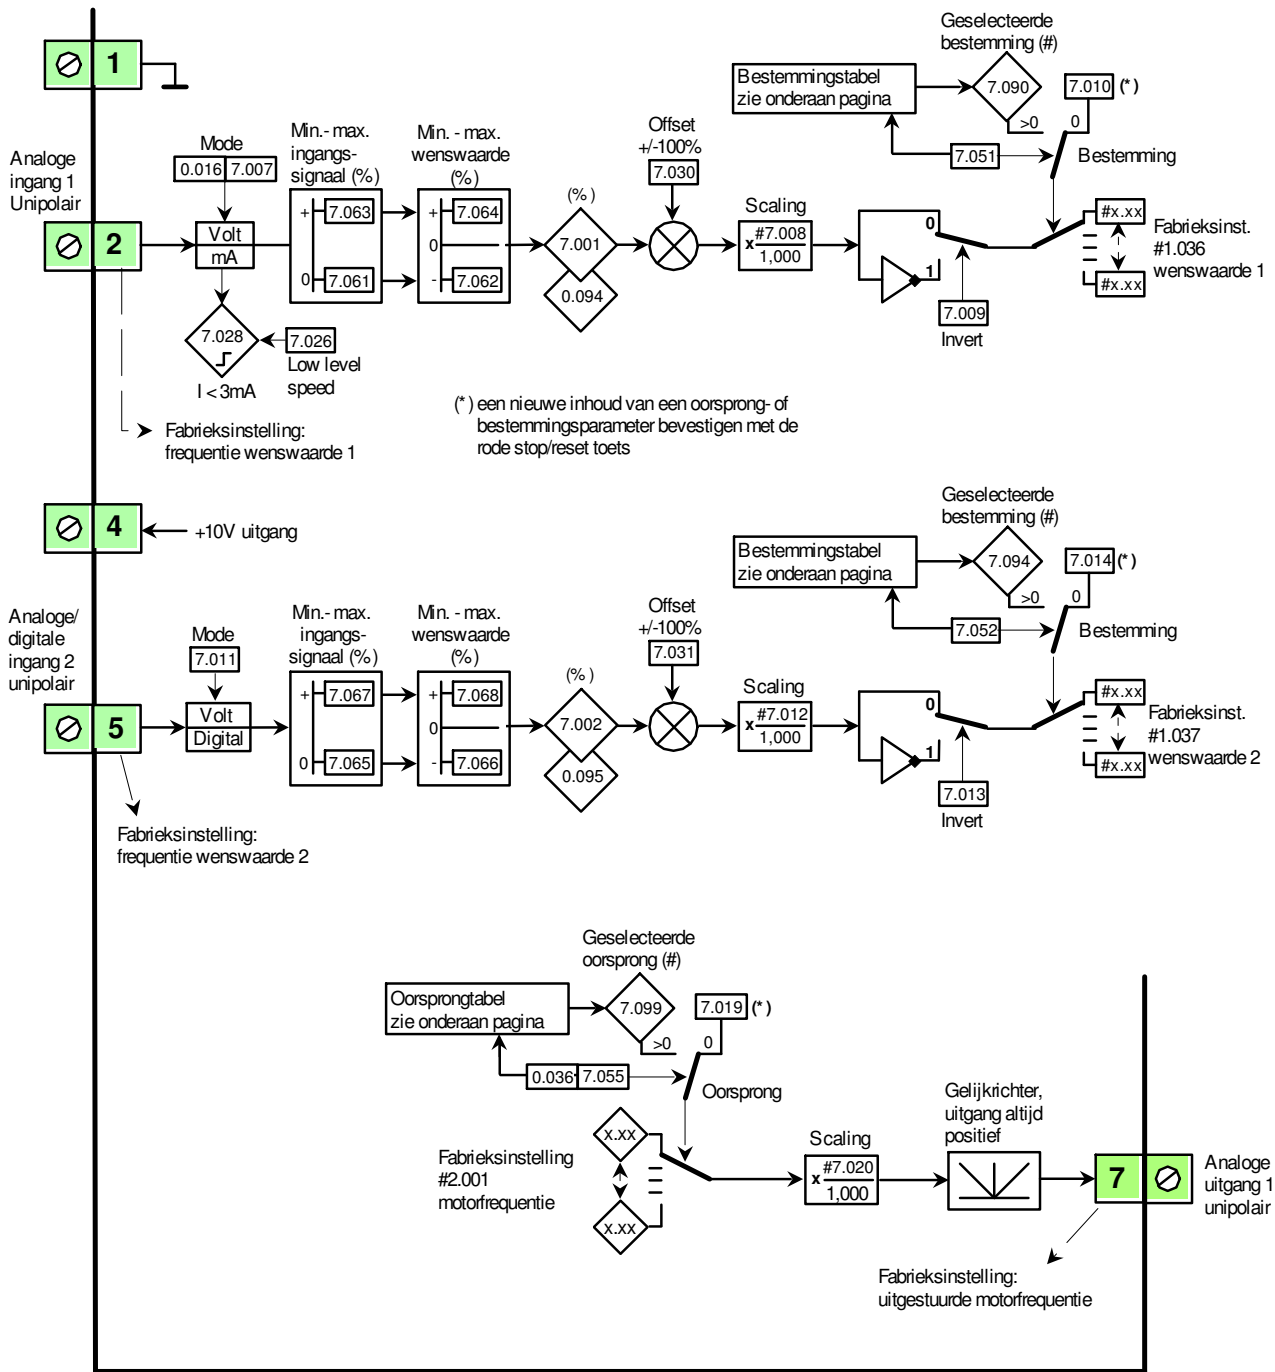 1
Analoge
ingang 1
Unipolair
2
Mode
0.016 7.007
Volt
mA
7.028
I < 3mA
7.026
Low level
speed
Min.- max.
ingangs-
signaal (%)
+ 7.063
0 7.061
Min. - max.
wenswaarde
(%)
+ 7.064
0
- 7.062
(%)
7.001
0.094
Offset
+/-100%
7.030
Scaling
x #7.008
1,000
Bestemmingstabel
zie onderaan pagina
Geselecteerde
bestemming (#)
7.090
>0
0
7.010 (*)
7.051
Bestemming
0
1
7.009
Invert
#x.xx
#x.xx
Fabrieksinst.
#1.036
wenswaarde 1
Fabrieksinstelling:
frequentie wenswaarde 1
(*) een nieuwe inhoud van een oorsprong- of
bestemmingsparameter bevestigen met de
rode stop/reset toets
4
+10V uitgang
Analoge/
digitale
ingang 2
unipolair
5
Mode
7.011
Volt
Digital
Min.- max.
ingangs-
signaal (%)
+ 7.067
0 7.065
Min. - max.
wenswaarde
(%)
+ 7.068
0
- 7.066
(%)
7.002
0.095
Offset
+/-100%
7.031
Scaling
x #7.012
1,000
Bestemmingstabel
zie onderaan pagina
Geselecteerde
bestemming (#)
7.094
>0
0
7.014 (*)
7.052
Bestemming
0
1
7.013
Invert
#x.xx
#x.xx
Fabrieksinst.
#1.037
wenswaarde 2
Fabrieksinstelling:
frequentie wenswaarde 2
Oorsprongtabel
zie onderaan pagina
Geselecteerde
oorsprong (#)
7.099
>0
0
7.019 (*)
0.036 7.055
Oorsprong
Fabrieksinstelling
#2.001
motorfrequentie
x.xx
x.xx
Scaling
x #7.020
1,000
Gelijkrichter,
uitgang altijd
positief
7
Analoge
uitgang 1
unipolair
Fabrieksinstelling:
uitgestuurde motorfrequentie